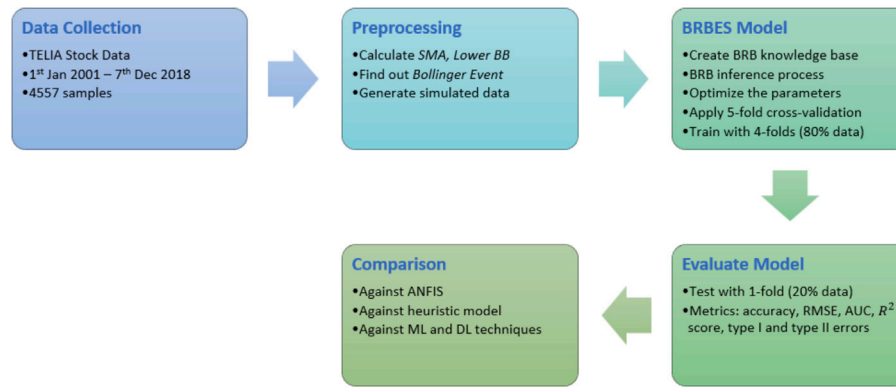 Data Collection
•TELIA Stock Data
•1st Jan 2001 – 7th Dec 2018
•4557 samples
Preprocessing
•Calculate SMA, Lower BB
•Find out Bollinger Event
•Generate simulated data
BRBES Model
•Create BRB knowledge base
•BRB inference process
•Optimize the parameters
•Apply 5-fold cross-validation
•Train with 4-folds (80% data)
Evaluate Model
•Test with 1-fold (20% data)
•Metrics: accuracy, RMSE, AUC, R²
score, type I and type II errors
Comparison
•Against ANFIS
•Against heuristic model
•Against ML and DL techniques